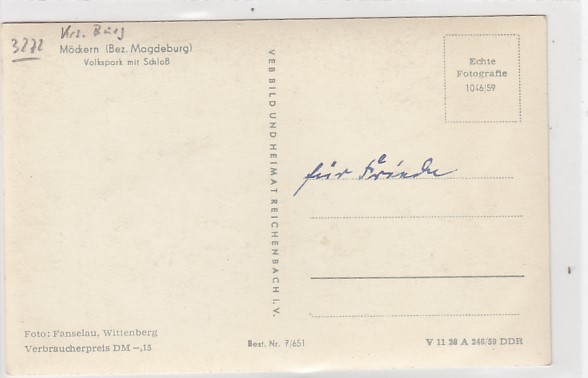 Krs. Burg
3272
Möckern (Bez. Magdeburg)
Volkspark mit Schloß
VEB BILD UND HEIMAT REICHENBACH I. V.
Echte
Fotografie
1046/59
für Frieda
Foto: Fanselau, Wittenberg
Verbraucherpreis DM –,15
Best. Nr. 7/651
V 11 28 A 246/59 DDR